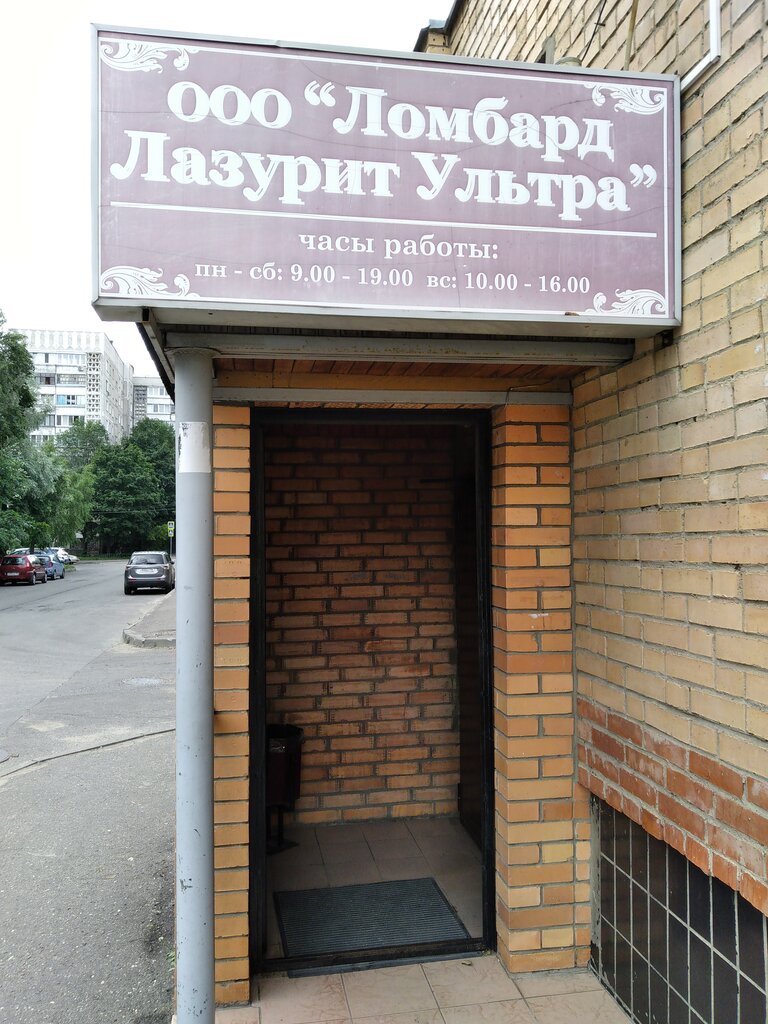 ООО “Ломбард
Лазурит Ультра”
часы работы:
пн - сб: 9.00 - 19.00 вс: 10.00 - 16.00